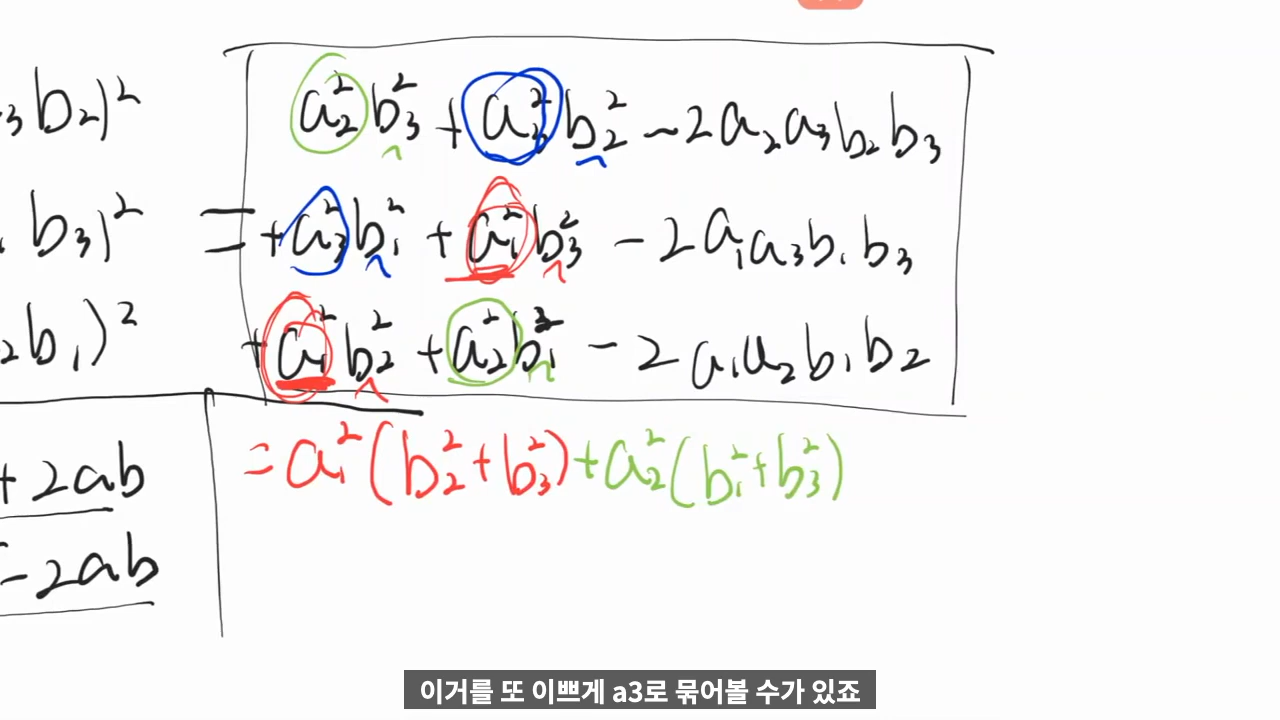 ₃b₂)² a₂²b₃² + a₃²b₂² - 2a₂a₃b₂b₃
b₃)² = +a₃²b₁² + a₁²b₃² - 2a₁a₃b₁b₃
₂b₁)² +a₁²b₂² + a₂²b₁² - 2a₁a₂b₁b₂
= a₁²(b₂²+b₃²)+a₂²(b₁²+b₃²)
+ 2ab
- 2ab
이거를 또 이쁘게 a3로 묶어볼 수가 있죠